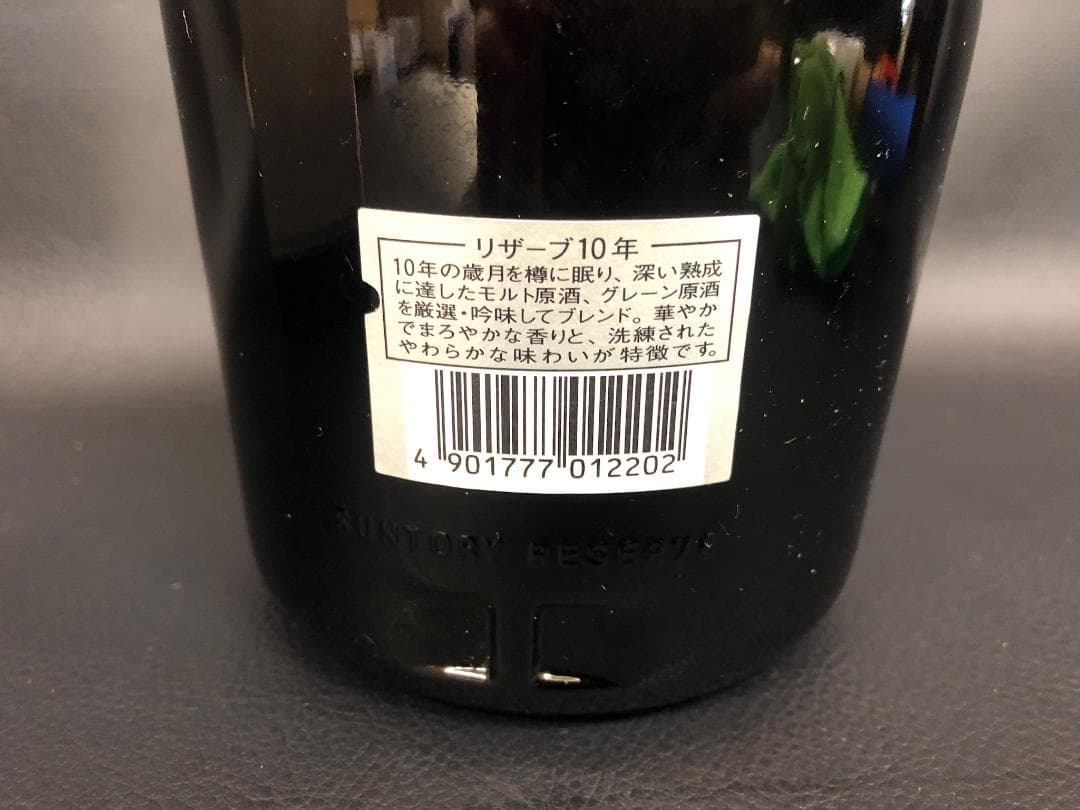 リザーブ10年
10年の歳月を樽に眠り、深い熟成
に達したモルト原酒、グレーン原酒
を厳選・吟味してブレンド。華やか
でまろやかな香りと、洗練された
やわらかな味わいが特徴です。
4 901777 012202
SUNTORY RESERVE